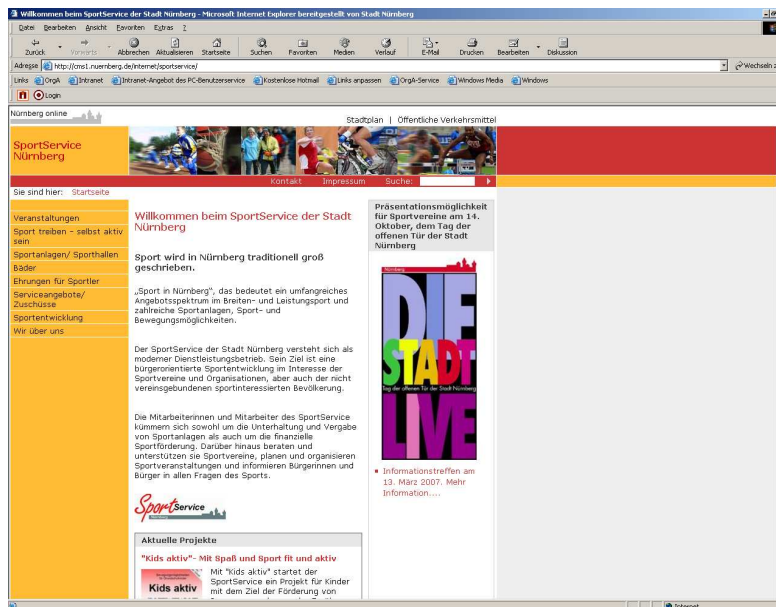 Willkommen beim SportService der Stadt Nürnberg - Microsoft Internet Explorer bereitgestellt von Stadt Nürnberg
Datei Bearbeiten Ansicht Favoriten Extras ?
Zurück Vorwärts Abbrechen Aktualisieren Startseite Suchen Favoriten Medien Verlauf E-Mail Drucken Bearbeiten Diskussion
Adresse http://cms1.nuernberg.de/internet/sportservice/ Wechseln z
Links OrgA Intranet Intranet-Angebot des PC-Benutzerservice Kostenlose Hotmail Links anpassen OrgA-Service Windows Media Windows
Login
Nürnberg online
Stadtplan | Öffentliche Verkehrsmittel
SportService
Nürnberg
Kontakt Impressum Suche:
Sie sind hier: Startseite
Veranstaltungen
Sport treiben - selbst aktiv
sein
Sportanlagen/ Sporthallen
Bäder
Ehrungen für Sportler
Serviceangebote/
Zuschüsse
Sportentwicklung
Wir über uns
Willkommen beim SportService der Stadt
Nürnberg
Sport wird in Nürnberg traditionell groß
geschrieben.
„Sport in Nürnberg“, das bedeutet ein umfangreiches
Angebotsspektrum im Breiten- und Leistungsport und
zahlreiche Sportanlagen, Sport- und
Bewegungsmöglichkeiten.
Der SportService der Stadt Nürnberg versteht sich als
moderner Dienstleistungsbetrieb. Sein Ziel ist eine
bürgerorientierte Sportentwicklung im Interesse der
Sportvereine und Organisationen, aber auch der nicht
vereinsgebundenen sportinteressierten Bevölkerung.
Die Mitarbeiterinnen und Mitarbeiter des SportService
kümmern sich sowohl um die Unterhaltung und Vergabe
von Sportanlagen als auch um die finanzielle
Sportförderung. Darüber hinaus beraten und
unterstützen sie Sportvereine, planen und organisieren
Sportveranstaltungen und informieren Bürgerinnen und
Bürger in allen Fragen des Sports.
SportService
Aktuelle Projekte
"Kids aktiv"- Mit Spaß und Sport fit und aktiv
Kids aktiv
Mit "Kids aktiv" startet der
SportService ein Projekt für Kinder
mit dem Ziel der Förderung von
Präsentationsmöglichkeit
für Sportvereine am 14.
Oktober, dem Tag der
offenen Tür der Stadt
Nürnberg
Nürnberg
DIE
STADT
Tag der offenen Tür der Stadt Nürnberg
LIVE
Informationstreffen am
13. März 2007. Mehr
Information....
Internet